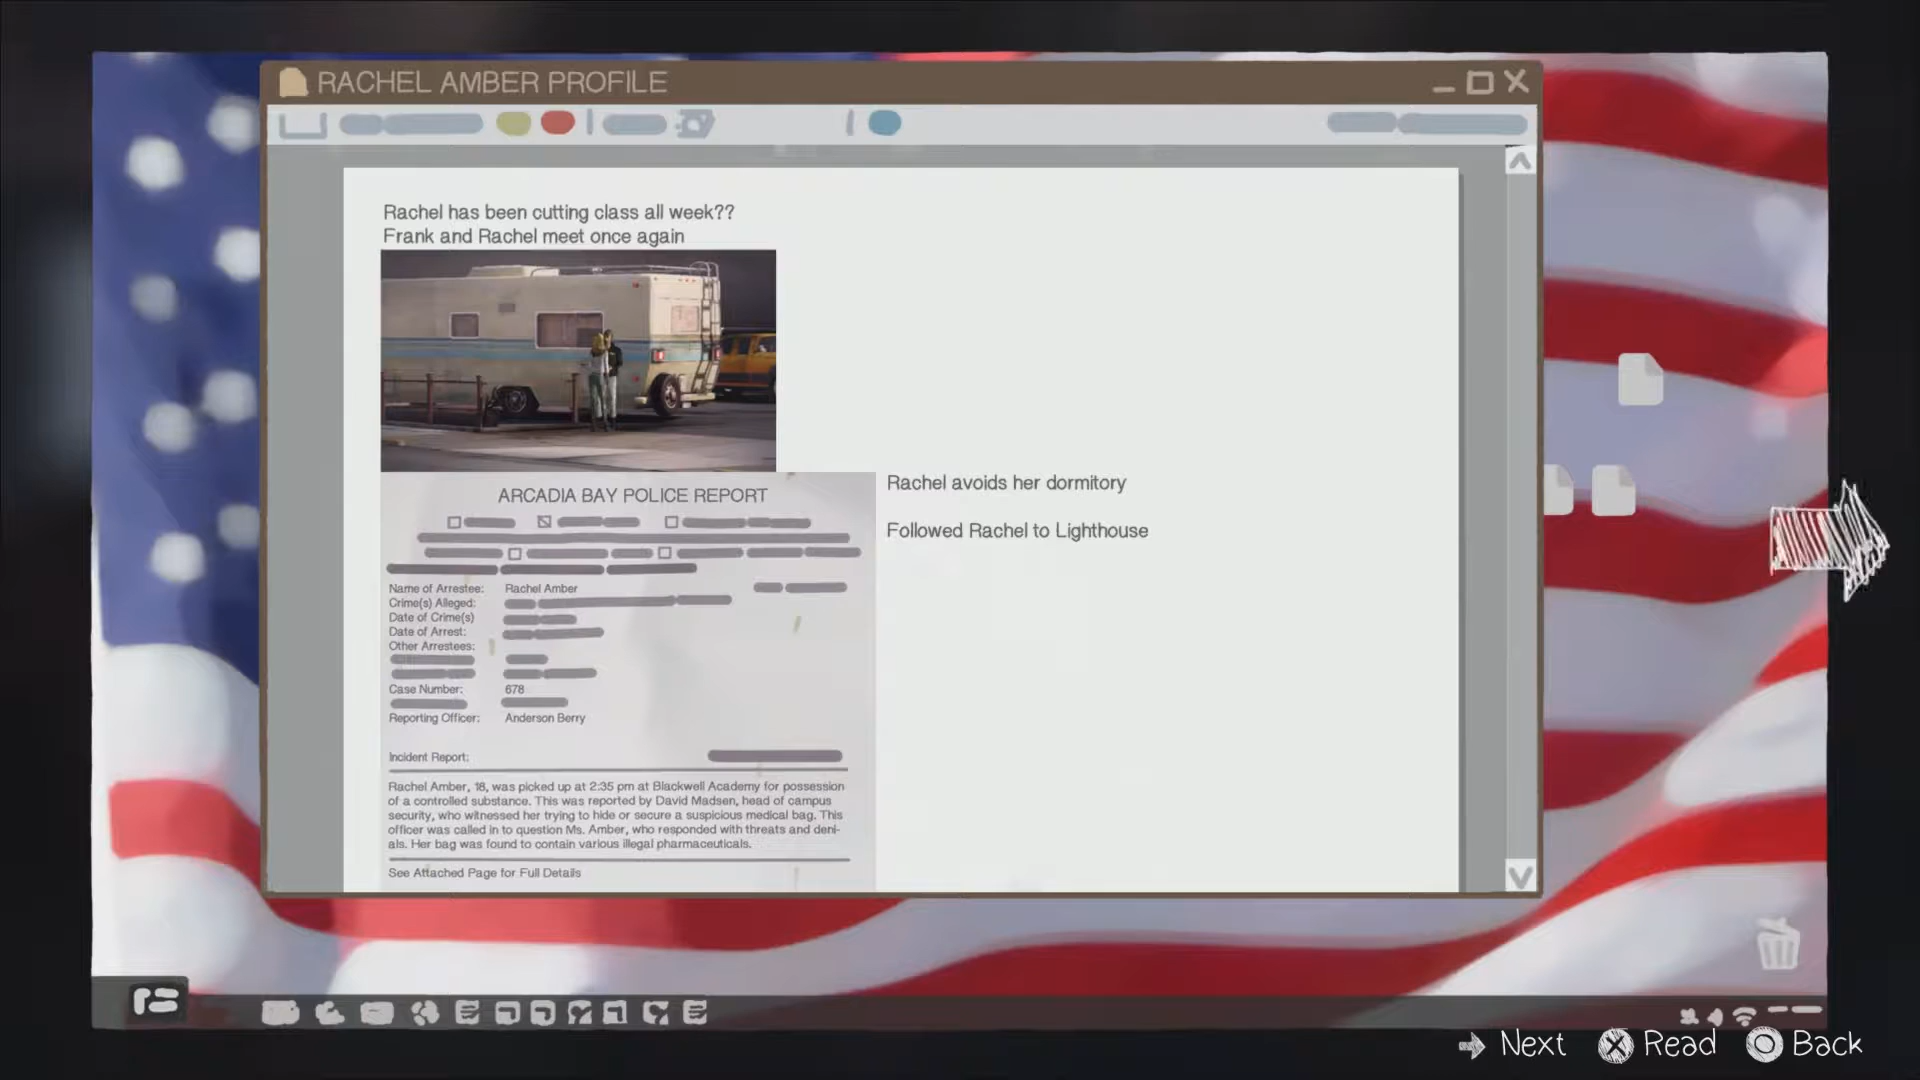 RACHEL AMBER PROFILE
Rachel has been cutting class all week??
Frank and Rachel meet once again
Rachel avoids her dormitory
Followed Rachel to Lighthouse
ARCADIA BAY POLICE REPORT
Name of Arrestee: Rachel Amber
Crime(s) Alleged:
Date of Crime(s)
Date of Arrest:
Other Arrestees:
Case Number: 678
Reporting Officer: Anderson Berry
Incident Report:
Rachel Amber, 18, was picked up at 2:35 pm at Blackwell Academy for possession
of a controlled substance. This was reported by David Madsen, head of campus
security, who witnessed her trying to hide or secure a suspicious medical bag. This
officer was called in to question Ms. Amber, who responded with threats and deni-
als. Her bag was found to contain various illegal pharmaceuticals.
See Attached Page for Full Details
Next Read Back